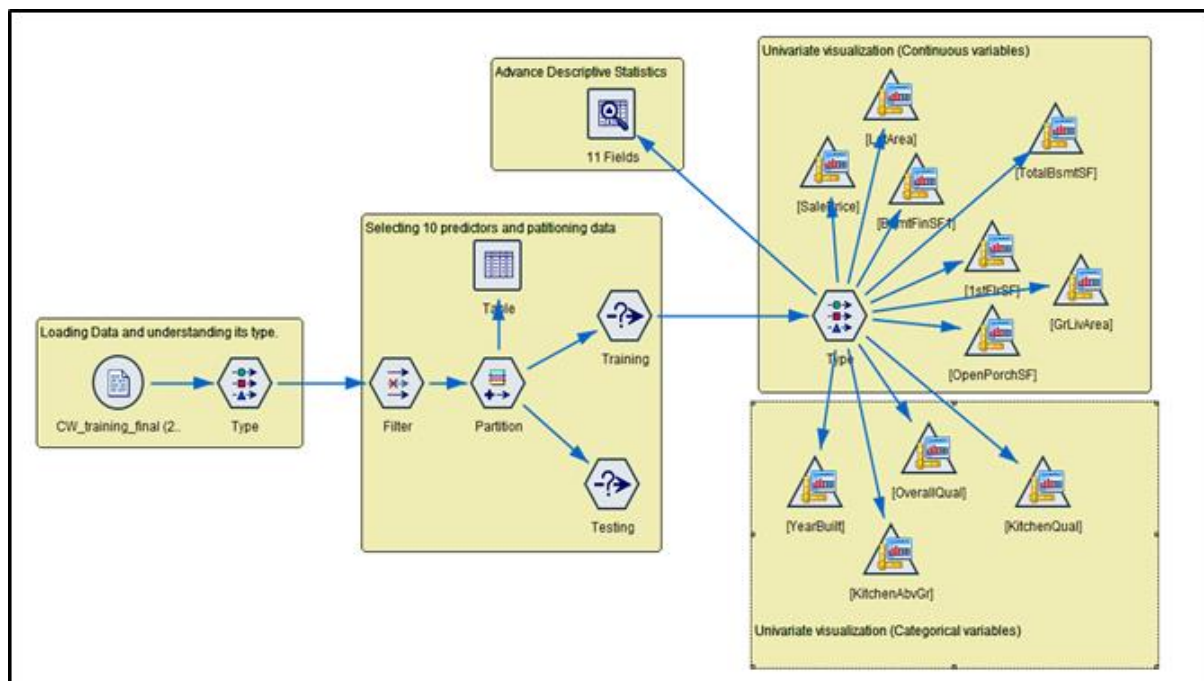 Univariate visualization (Continuous variables)
Advance Descriptive Statistics
11 Fields
[LotArea]
[TotalBsmtSF]
[SalePrice]
[BsmtFinSF1]
Selecting 10 predictors and patitioning data
Table
[1stFlrSF]
[GrLivArea]
Loading Data and understanding its type.
Training
Type
[OpenPorchSF]
CW_training_final (2..
Type
Filter
Partition
[OverallQual]
Testing
[YearBuilt]
[KitchenQual]
[KitchenAbvGr]
Univariate visualization (Categorical variables)